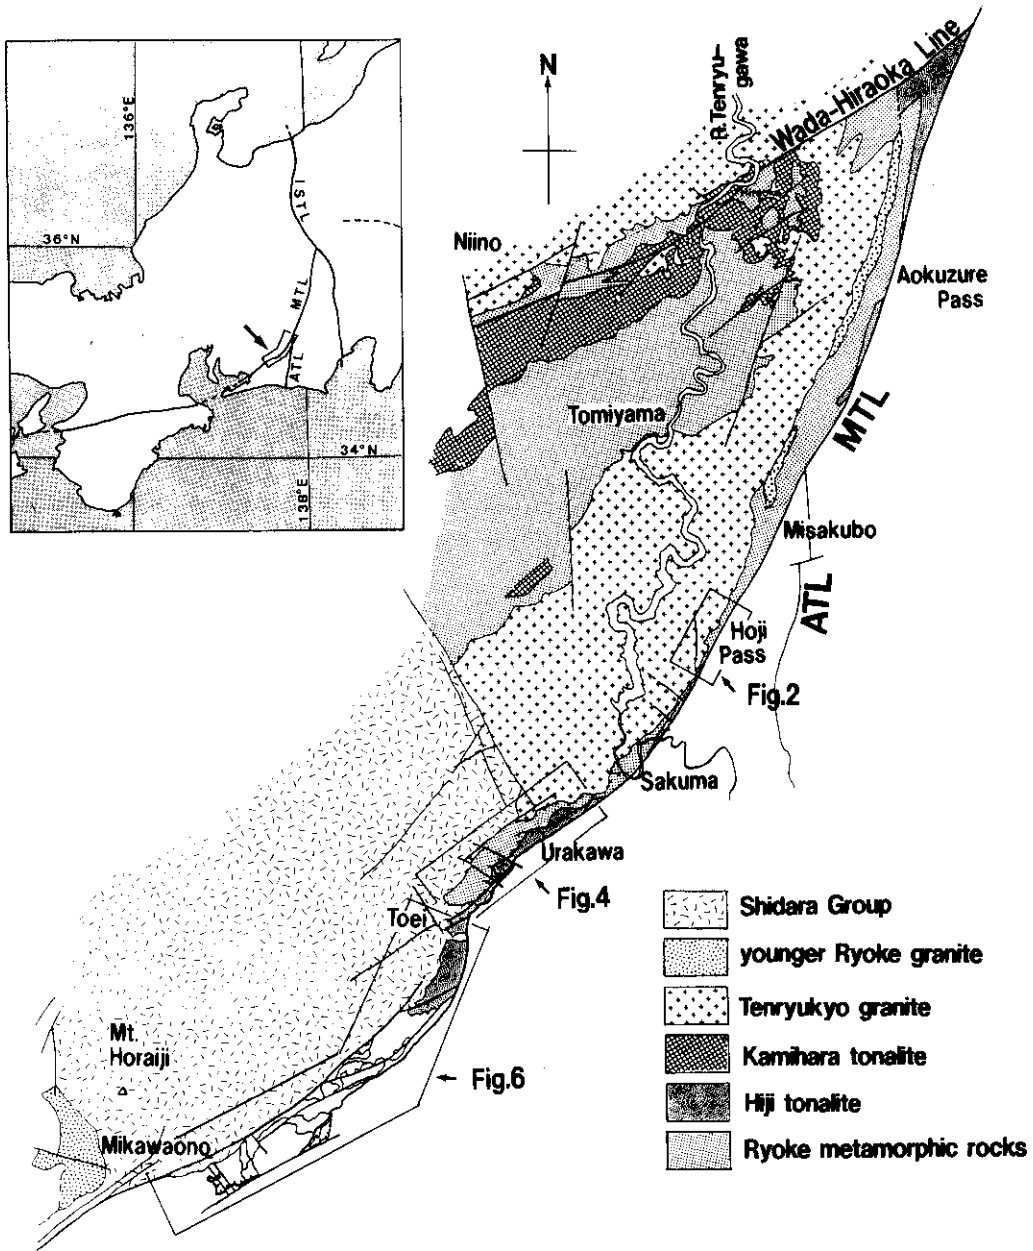 136°E
36°N
ISTL
MTL
ATL
34°N
138°E
N
R.Tenryu-
gawa
Wada-Hiraoka Line
Niino
Aokuzure
Pass
Tomiyama
MTL
Misakubo
ATL
Hoji
Pass
Fig.2
Sakuma
Urakawa
Fig.4
Toei
Mt.
Horaiji
Fig.6
Mikawaono
Shidara Group
younger Ryoke granite
Tenryukyo granite
Kamihara tonalite
Hiji tonalite
Ryoke metamorphic rocks